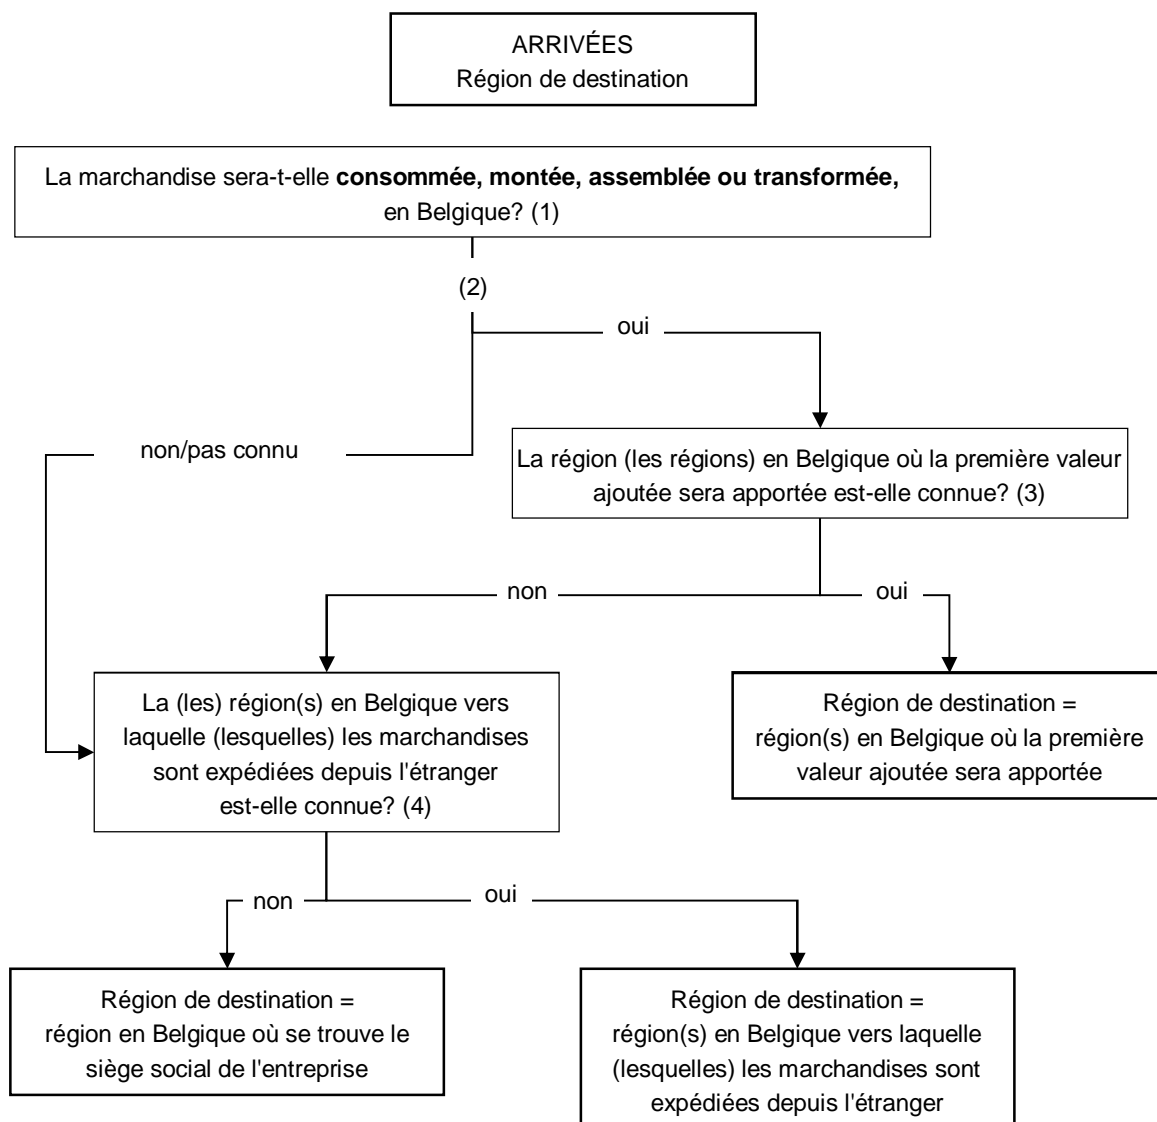 ARRIVÉES
Région de destination
La marchandise sera-t-elle consommée, montée, assemblée ou transformée,
en Belgique? (1)
(2)
oui
non/pas connu
La région (les régions) en Belgique où la première valeur
ajoutée sera apportée est-elle connue? (3)
non
oui
La (les) région(s) en Belgique vers
laquelle (lesquelles) les marchandises
sont expédiées depuis l'étranger
est-elle connue? (4)
Région de destination =
région(s) en Belgique où la première
valeur ajoutée sera apportée
non
oui
Région de destination =
région en Belgique où se trouve le
siège social de l'entreprise
Région de destination =
région(s) en Belgique vers laquelle
(lesquelles) les marchandises sont
expédiées depuis l'étranger